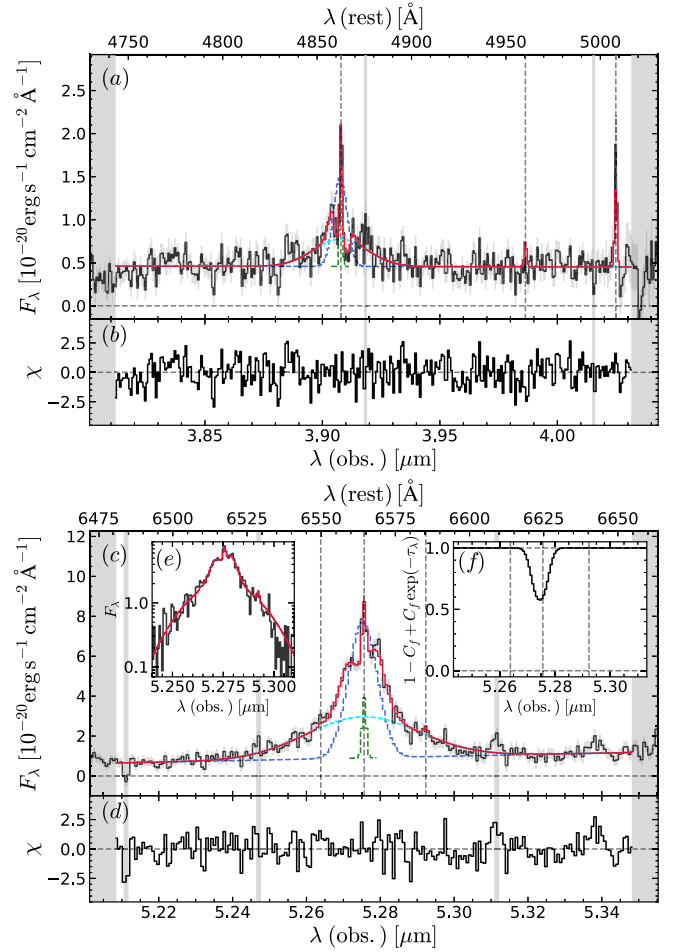 λ (rest) [Å]
4750 4800 4850 4900 4950 5000
(a)
2.5
2.0
1.5
1.0
0.5
0.0
F_λ [10^−20 erg s^−1 cm^−2 Å^−1]
(b)
2.5
0.0
−2.5
χ
3.85 3.90 3.95 4.00
λ (obs.) [μm]
λ (rest) [Å]
6475 6500 6525 6550 6575 6600 6625 6650
(c)
12
10
8
6
4
2
0
F_λ [10^−20 erg s^−1 cm^−2 Å^−1]
(e)
1.0
0.1
F_λ
5.250 5.275 5.300
λ (obs.) [μm]
(f)
1.0
0.5
0.0
1 − C_f + C_f exp(−τ_λ)
5.26 5.28 5.30
λ (obs.) [μm]
(d)
2.5
0.0
−2.5
χ
5.22 5.24 5.26 5.28 5.30 5.32 5.34
λ (obs.) [μm]